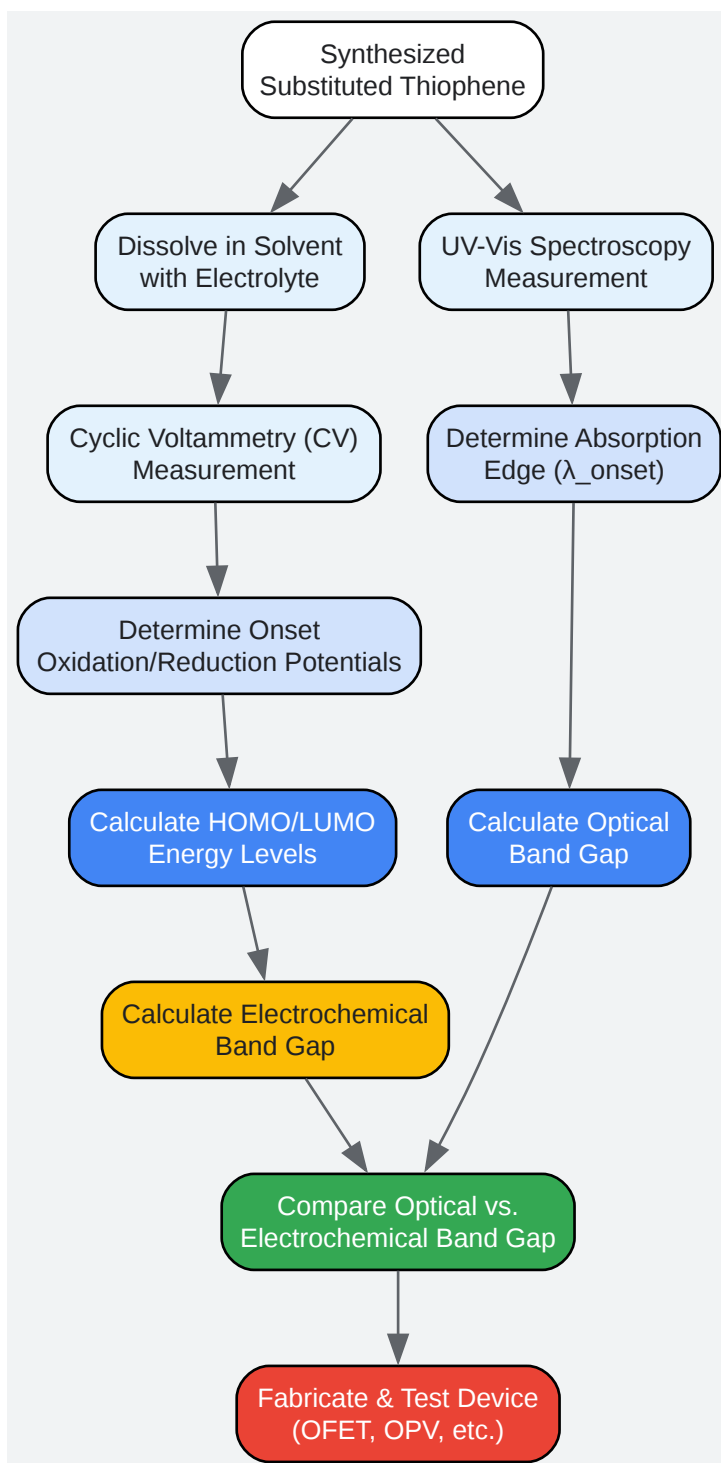 Synthesized
Substituted Thiophene
Dissolve in Solvent
with Electrolyte
UV-Vis Spectroscopy
Measurement
Cyclic Voltammetry (CV)
Measurement
Determine Absorption
Edge (λ_onset)
Determine Onset
Oxidation/Reduction Potentials
Calculate HOMO/LUMO
Energy Levels
Calculate Optical
Band Gap
Calculate Electrochemical
Band Gap
Compare Optical vs.
Electrochemical Band Gap
Fabricate & Test Device
(OFET, OPV, etc.)